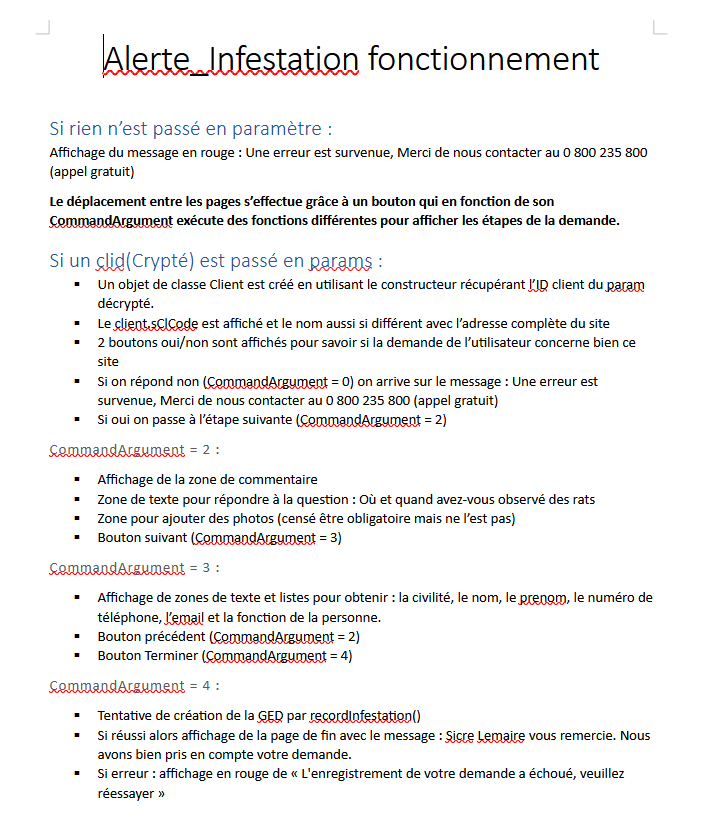 Alerte_Infestation fonctionnement
Si rien n’est passé en paramètre :
Affichage du message en rouge : Une erreur est survenue, Merci de nous contacter au 0 800 235 800
(appel gratuit)
Le déplacement entre les pages s’effectue grâce à un bouton qui en fonction de son
CommandArgument exécute des fonctions différentes pour afficher les étapes de la demande.
Si un clid(Crypté) est passé en params :
▪ Un objet de classe Client est créé en utilisant le constructeur récupérant l’ID client du param
décrypté.
▪ Le client.sClCode est affiché et le nom aussi si différent avec l’adresse complète du site
▪ 2 boutons oui/non sont affichés pour savoir si la demande de l’utilisateur concerne bien ce
site
▪ Si on répond non (CommandArgument = 0) on arrive sur le message : Une erreur est
survenue, Merci de nous contacter au 0 800 235 800 (appel gratuit)
▪ Si oui on passe à l’étape suivante (CommandArgument = 2)
CommandArgument = 2 :
▪ Affichage de la zone de commentaire
▪ Zone de texte pour répondre à la question : Où et quand avez-vous observé des rats
▪ Zone pour ajouter des photos (censé être obligatoire mais ne l’est pas)
▪ Bouton suivant (CommandArgument = 3)
CommandArgument = 3 :
▪ Affichage de zones de texte et listes pour obtenir : la civilité, le nom, le prenom, le numéro de
téléphone, l’email et la fonction de la personne.
▪ Bouton précédent (CommandArgument = 2)
▪ Bouton Terminer (CommandArgument = 4)
CommandArgument = 4 :
▪ Tentative de création de la GED par recordInfestation()
▪ Si réussi alors affichage de la page de fin avec le message : Sicre Lemaire vous remercie. Nous
avons bien pris en compte votre demande.
▪ Si erreur : affichage en rouge de « L'enregistrement de votre demande a échoué, veuillez
réessayer »